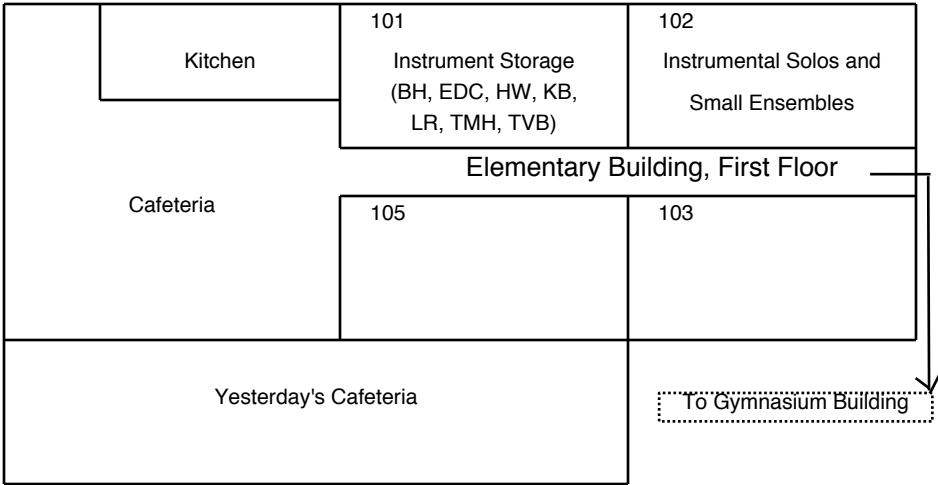 101
102
Kitchen
Instrument Storage
(BH, EDC, HW, KB,
LR, TMH, TVB)
Instrumental Solos and
Small Ensembles
Elementary Building, First Floor
Cafeteria
105
103
Yesterday's Cafeteria
To Gymnasium Building